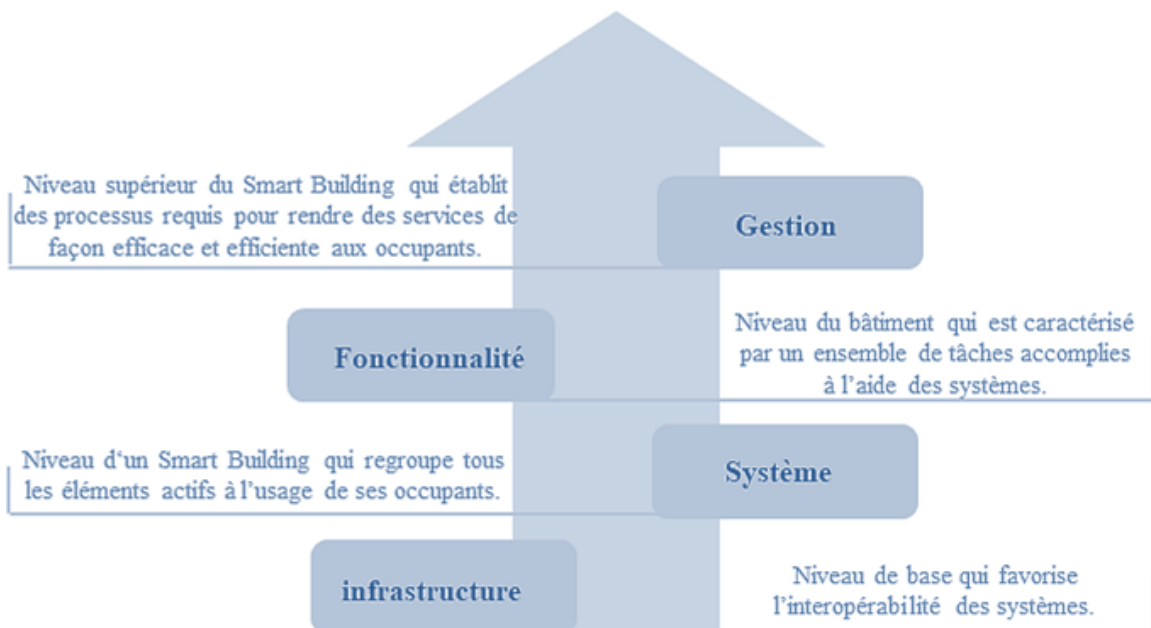 Niveau supérieur du Smart Building qui établit
des processus requis pour rendre des services de
façon efficace et efficiente aux occupants.
Gestion
Fonctionnalité
Niveau du bâtiment qui est caractérisé
par un ensemble de tâches accomplies
à l’aide des systèmes.
Niveau d‘un Smart Building qui regroupe tous
les éléments actifs à l’usage de ses occupants.
Système
infrastructure
Niveau de base qui favorise
l’interopérabilité des systèmes.